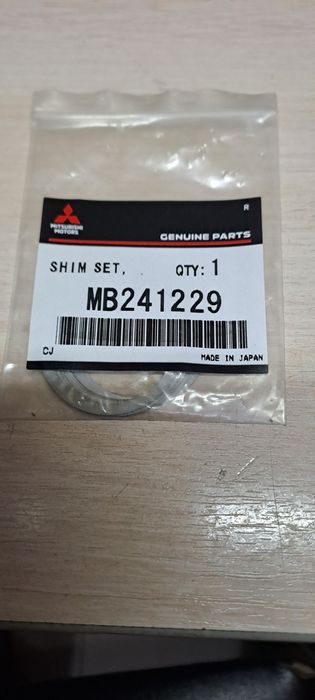 R
MITSUBISHI
MOTORS
GENUINE PARTS
SHIM SET, . QTY: 1
MB241229
CJ
MADE IN JAPAN